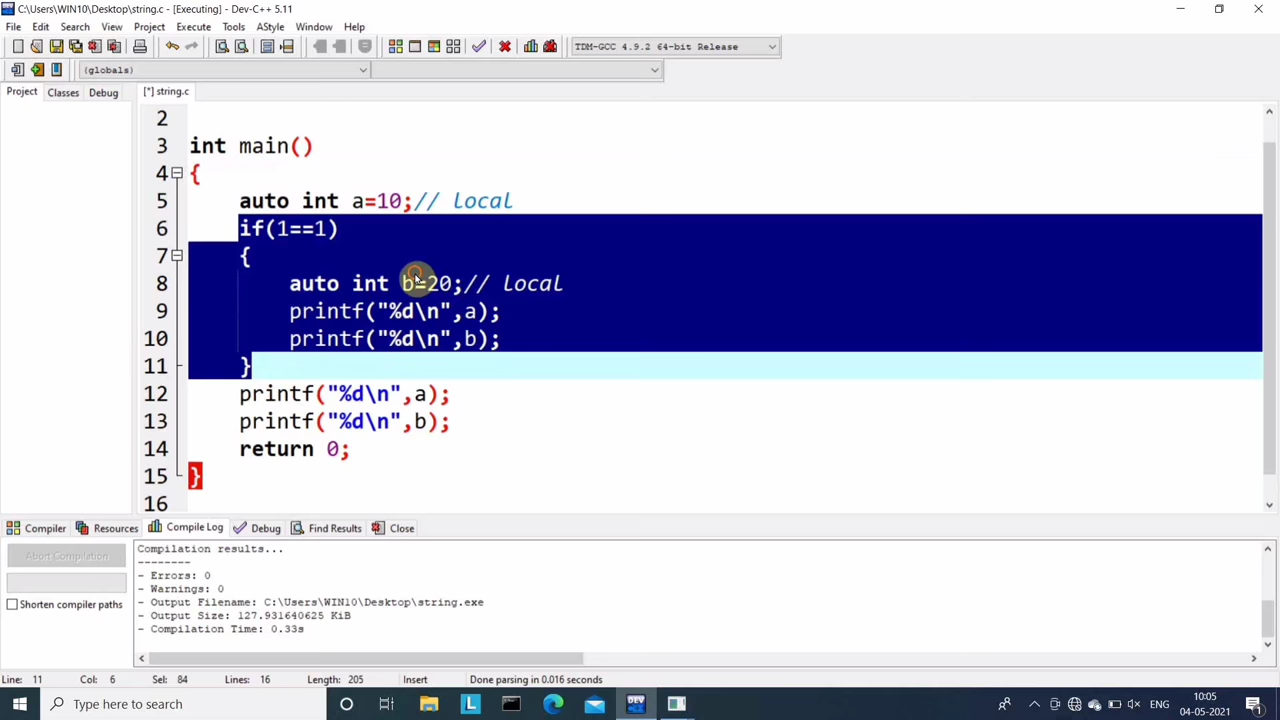 C:\Users\WIN10\Desktop\string.c - [Executing] - Dev-C++ 5.11
File Edit Search View Project Execute Tools AStyle Window Help
TDM-GCC 4.9.2 64-bit Release
(globals)
Project Classes Debug [*] string.c
2
3 int main()
4 {
5 auto int a=10;// local
6 if(1==1)
7 {
8 auto int b=20;// local
9 printf("%d\n",a);
10 printf("%d\n",b);
11 }
12 printf("%d\n",a);
13 printf("%d\n",b);
14 return 0;
15 }
16
Compiler Resources Compile Log Debug Find Results Close
Abort Compilation
Shorten compiler paths
Compilation results...
--------
- Errors: 0
- Warnings: 0
- Output Filename: C:\Users\WIN10\Desktop\string.exe
- Output Size: 127.931640625 KiB
- Compilation Time: 0.33s
Line: 11 Col: 6 Sel: 84 Lines: 16 Length: 205 Insert Done parsing in 0.016 seconds
Type here to search
L
DEV
ENG
10:05
04-05-2021
1